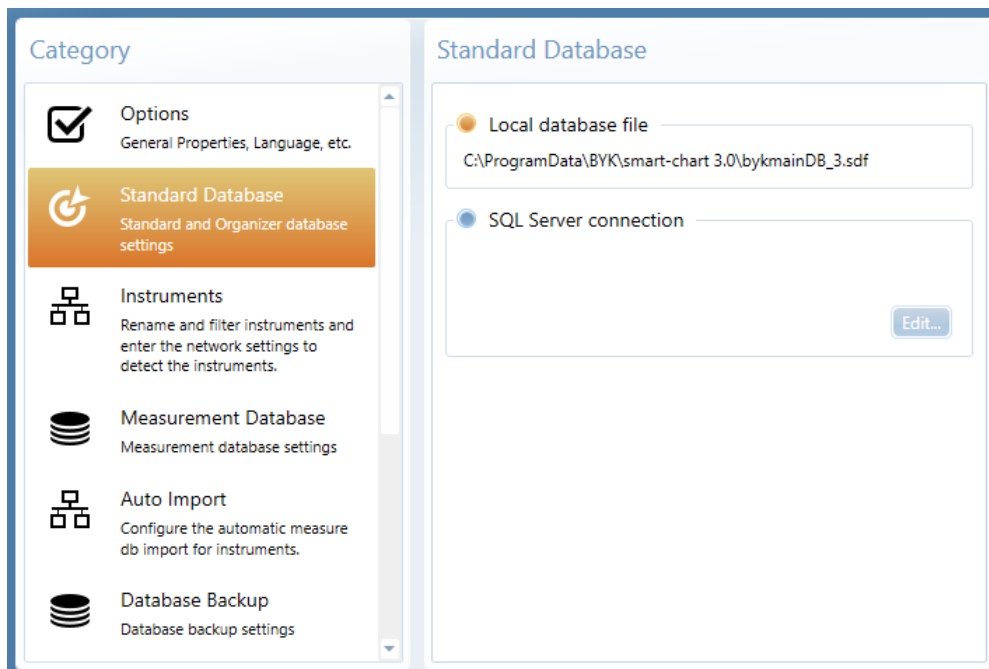 Category
Options
General Properties, Language, etc.
Standard Database
Standard and Organizer database
settings
Instruments
Rename and filter instruments and
enter the network settings to
detect the instruments.
Measurement Database
Measurement database settings
Auto Import
Configure the automatic measure
db import for instruments.
Database Backup
Database backup settings
Standard Database
Local database file
C:\ProgramData\BYK\smart-chart 3.0\bykmainDB_3.sdf
SQL Server connection
Edit...